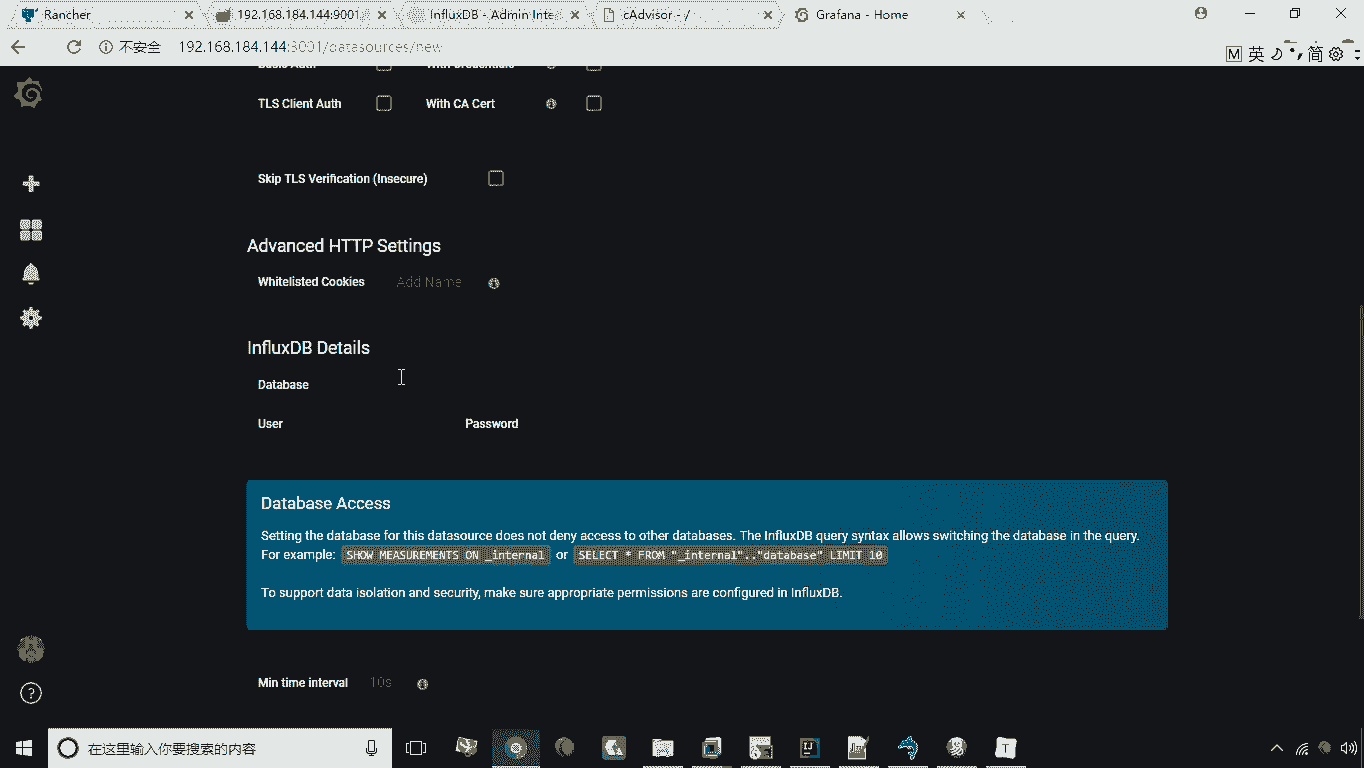 Rancher
192.168.184.144:9001
InfluxDB - Admin Inte
cAdvisor - /
Grafana - Home
不安全
192.168.184.144:3001/datasources/new
M 英 简
TLS Client Auth
With CA Cert
Skip TLS Verification (Insecure)
Advanced HTTP Settings
Whitelisted Cookies
Add Name
InfluxDB Details
Database
User
Password
Database Access
Setting the database for this datasource does not deny access to other databases. The InfluxDB query syntax allows switching the database in the query.
For example: SHOW MEASUREMENTS ON _internal or SELECT * FROM "_internal".."database" LIMIT 10
To support data isolation and security, make sure appropriate permissions are configured in InfluxDB.
Min time interval
10s
在这里输入你要搜索的内容